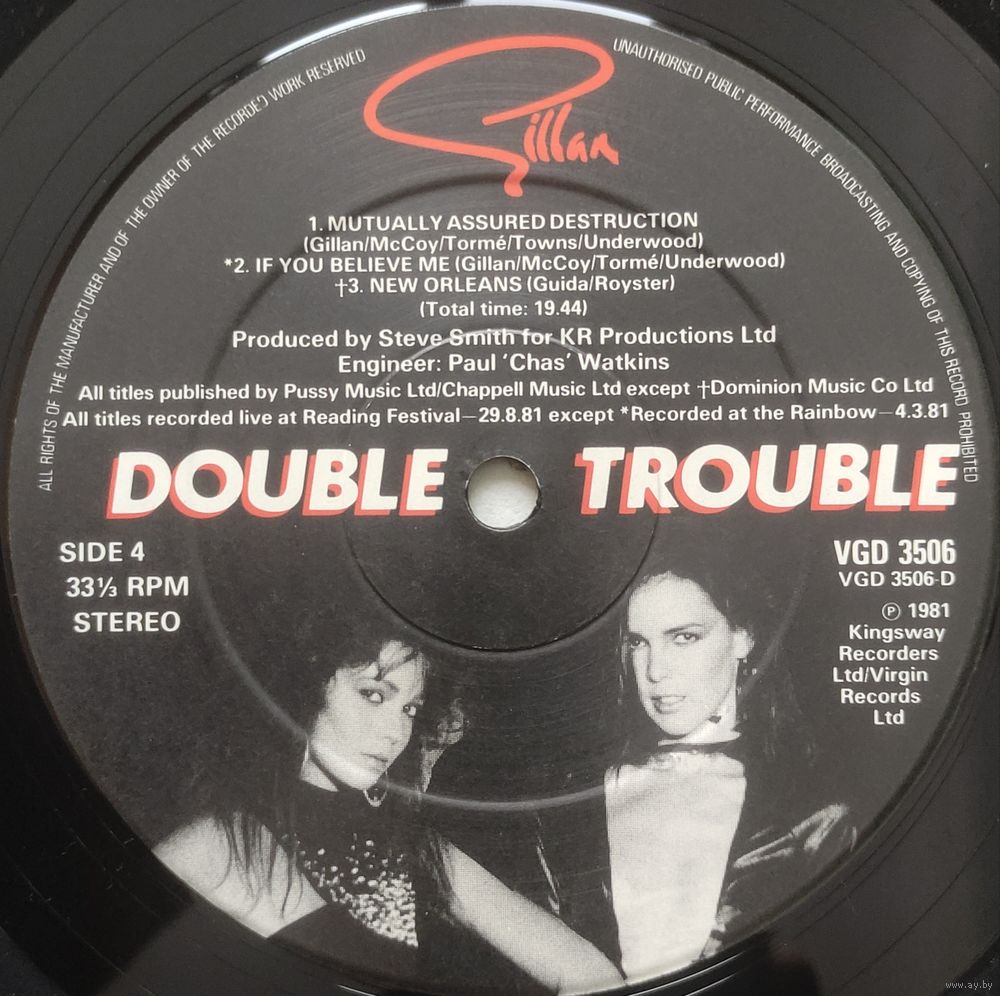 ALL RIGHTS OF THE MANUFACTURER AND OF THE OWNER OF THE RECORDED WORK RESERVED
UNAUTHORISED PUBLIC PERFORMANCE BROADCASTING AND COPYING OF THIS RECORD PROHIBITED
Gillan
1. MUTUALLY ASSURED DESTRUCTION
(Gillan/McCoy/Tormé/Towns/Underwood)
*2. IF YOU BELIEVE ME (Gillan/McCoy/Tormé/Underwood)
†3. NEW ORLEANS (Guida/Royster)
(Total time: 19.44)
Produced by Steve Smith for KR Productions Ltd
Engineer: Paul 'Chas' Watkins
All titles published by Pussy Music Ltd/Chappell Music Ltd except †Dominion Music Co Ltd
All titles recorded live at Reading Festival—29.8.81 except *Recorded at the Rainbow—4.3.81
DOUBLE TROUBLE
SIDE 4
33⅓ RPM
STEREO
VGD 3506
VGD 3506-D
℗ 1981
Kingsway
Recorders
Ltd/Virgin
Records
Ltd
www.ay.by